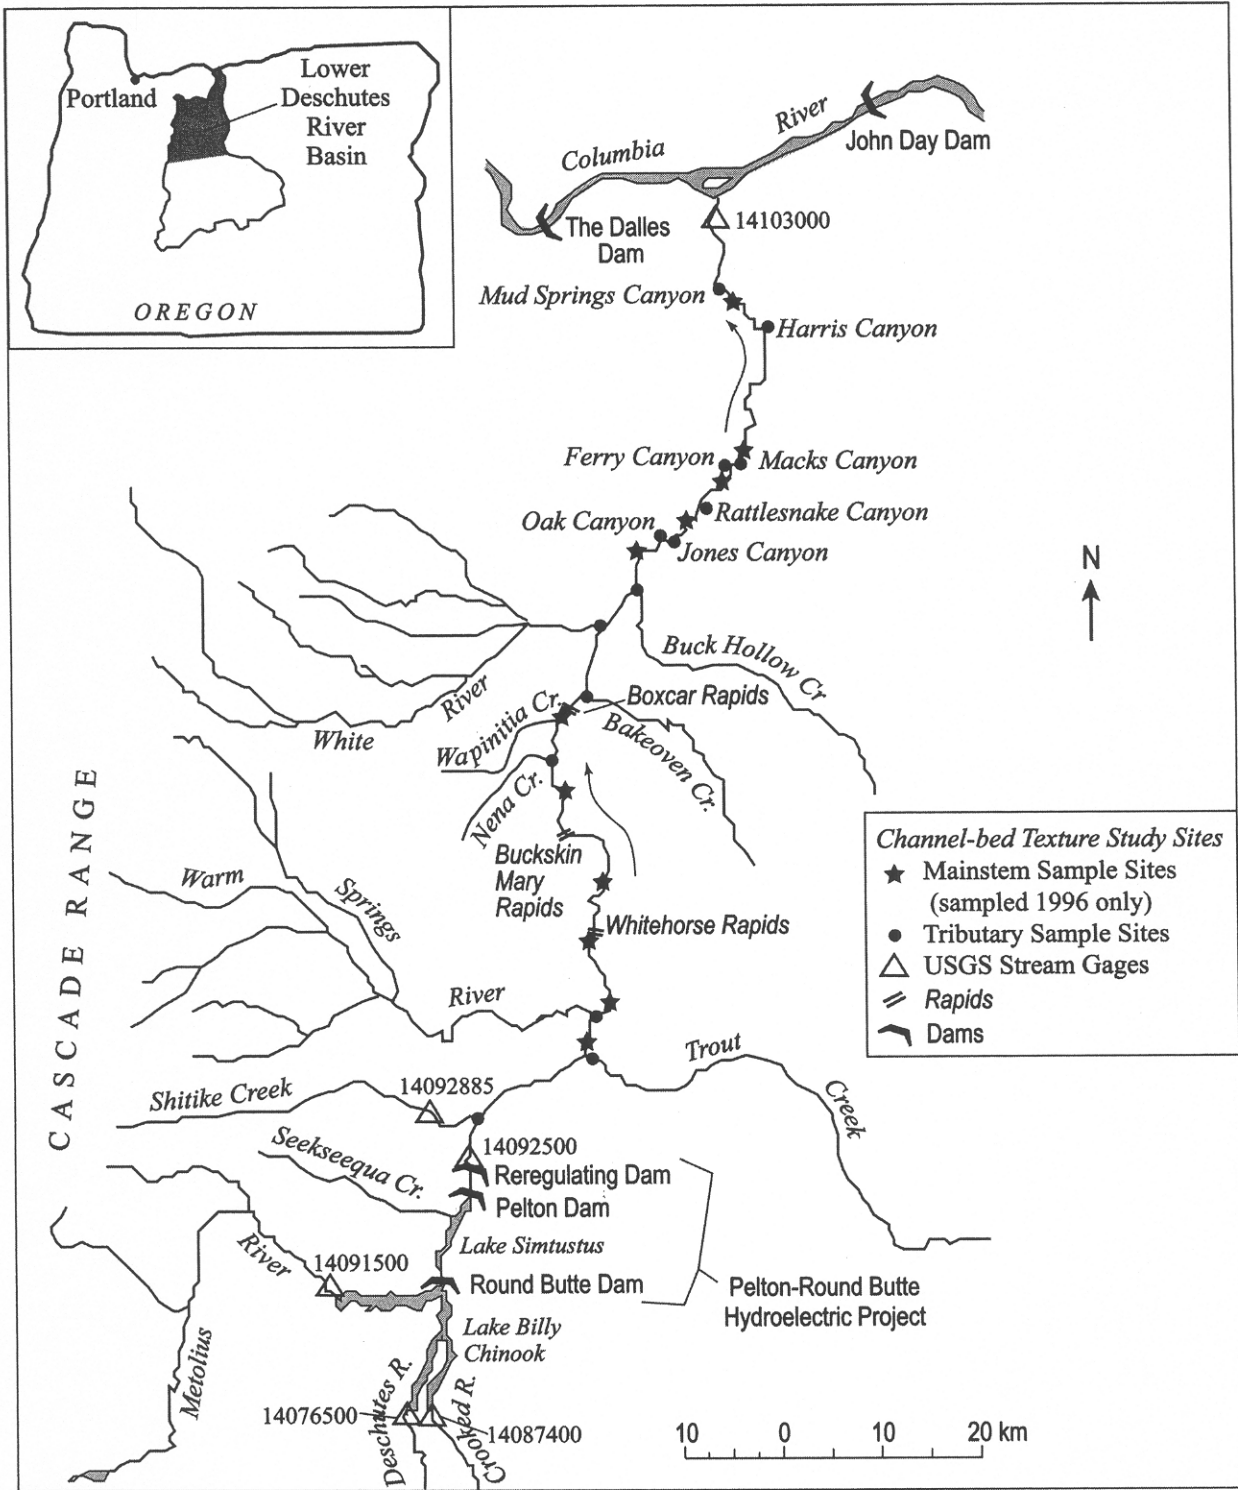 Portland
Lower
Deschutes
River
Basin
OREGON
Columbia
River
John Day Dam
The Dalles
Dam
14103000
Mud Springs Canyon
Harris Canyon
Ferry Canyon
Macks Canyon
Rattlesnake Canyon
Oak Canyon
Jones Canyon
N
Buck Hollow Cr
White
River
Boxcar Rapids
Wapinitia Cr.
Bakeoven Cr.
Nena Cr.
Buckskin
Mary
Rapids
Whitehorse Rapids
CASCADE RANGE
Warm
Springs
River
Trout
Creek
Channel-bed Texture Study Sites
Mainstem Sample Sites
(sampled 1996 only)
Tributary Sample Sites
USGS Stream Gages
Rapids
Dams
Shitike Creek
14092885
Seekseequa Cr.
14092500
Reregulating Dam
Pelton Dam
Lake Simtustus
River
14091500
Round Butte Dam
Pelton-Round Butte
Hydroelectric Project
Lake Billy
Chinook
Metolius
Deschutes R.
Crooked R.
14076500
14087400
10 0 10 20 km